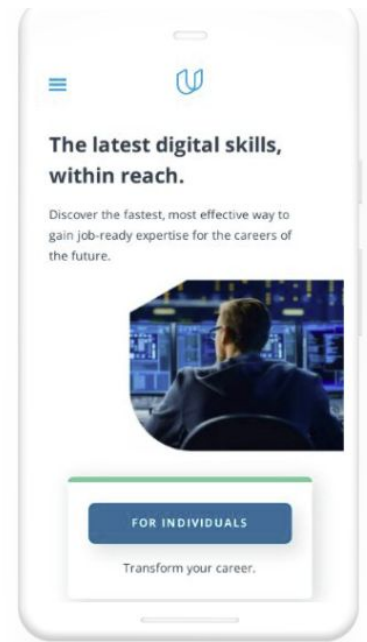 The latest digital skills,
within reach.
Discover the fastest, most effective way to
gain job-ready expertise for the careers of
the future.
FOR INDIVIDUALS
Transform your career.